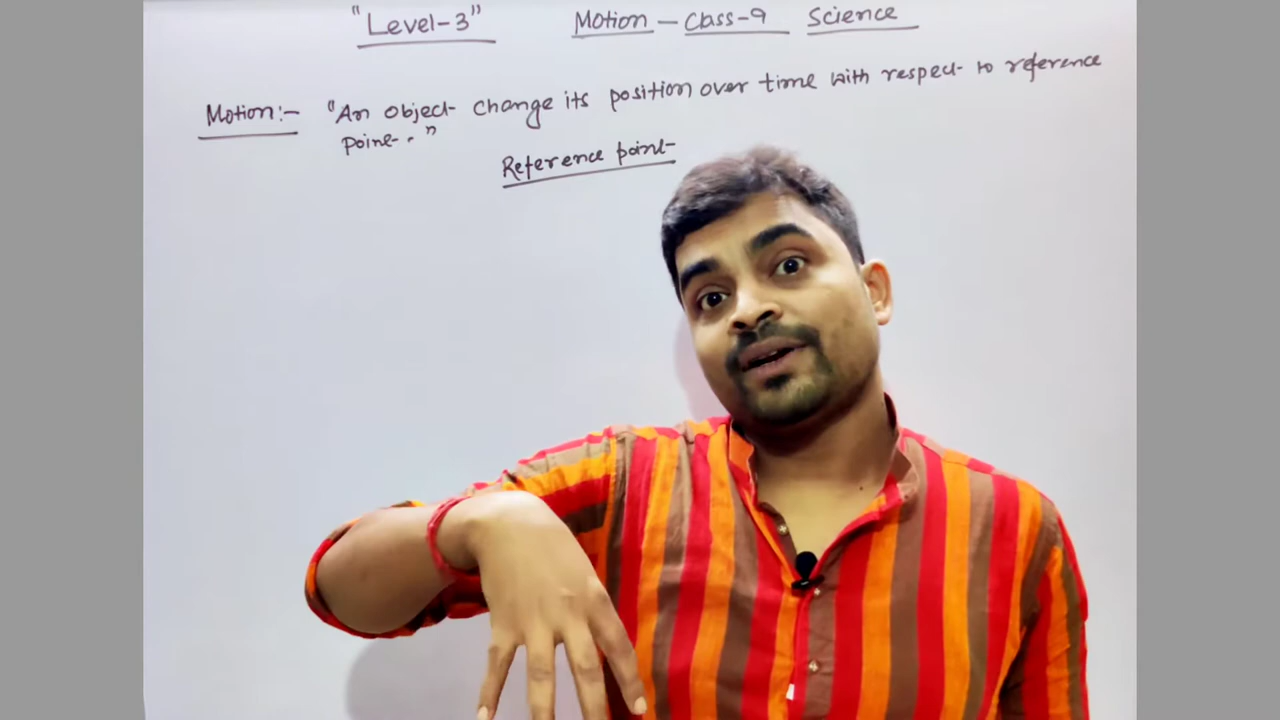 "Level-3" Motion - Class-9 Science
Motion:- "An object change its position over time with respect to reference
point."
Reference point